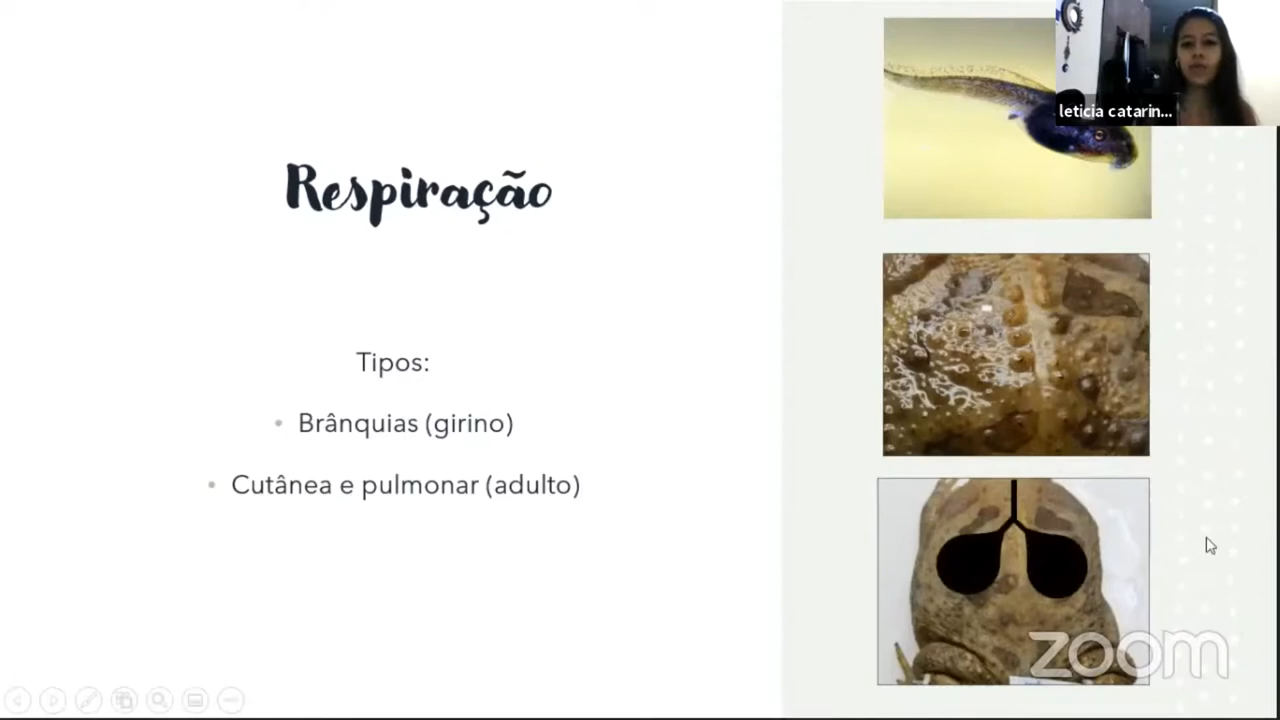 leticia catarin...
Respiração
Tipos:
• Brânquias (girino)
• Cutânea e pulmonar (adulto)
zoom